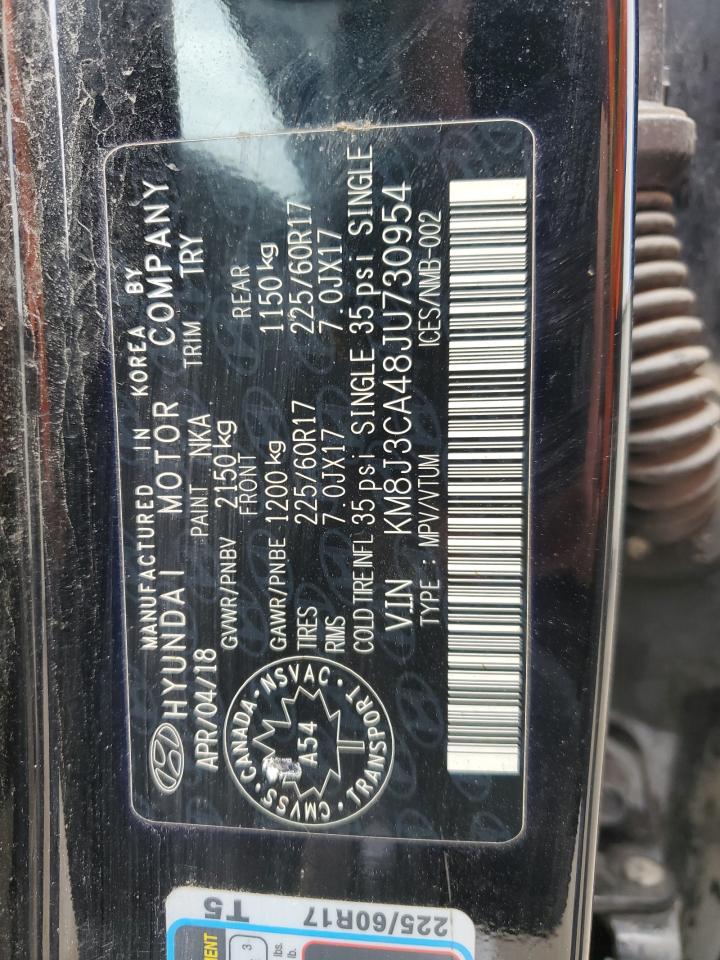 MANUFACTURED IN KOREA BY
HYUNDAI MOTOR COMPANY
APR/04/18 PAINT NKA TRIM TRY
GVWR/PNBV 2150 kg
FRONT REAR
GAWR/PNBE 1200 kg 1150 kg
TIRES 225/60R17 225/60R17
RIMS 7.0JX17 7.0JX17
COLD TIRE INFL 35 psi SINGLE 35 psi SINGLE
VIN KM8J3CA48JU730954
TYPE : MPV/VTUM ICES/NMB-002
CANADA · NSVAC · TRANSPORT · CMVSS ·
A54
T5
225/60R17
3
lbs.
lb.